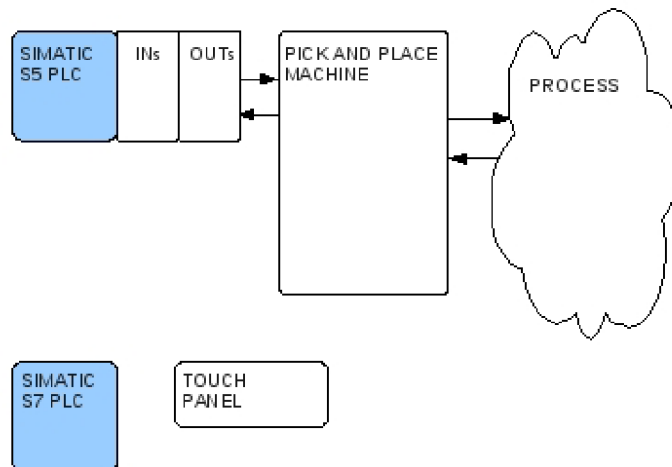 SIMATIC
S5 PLC
INs
OUTs
PICK AND PLACE
MACHINE
PROCESS
SIMATIC
S7 PLC
TOUCH
PANEL